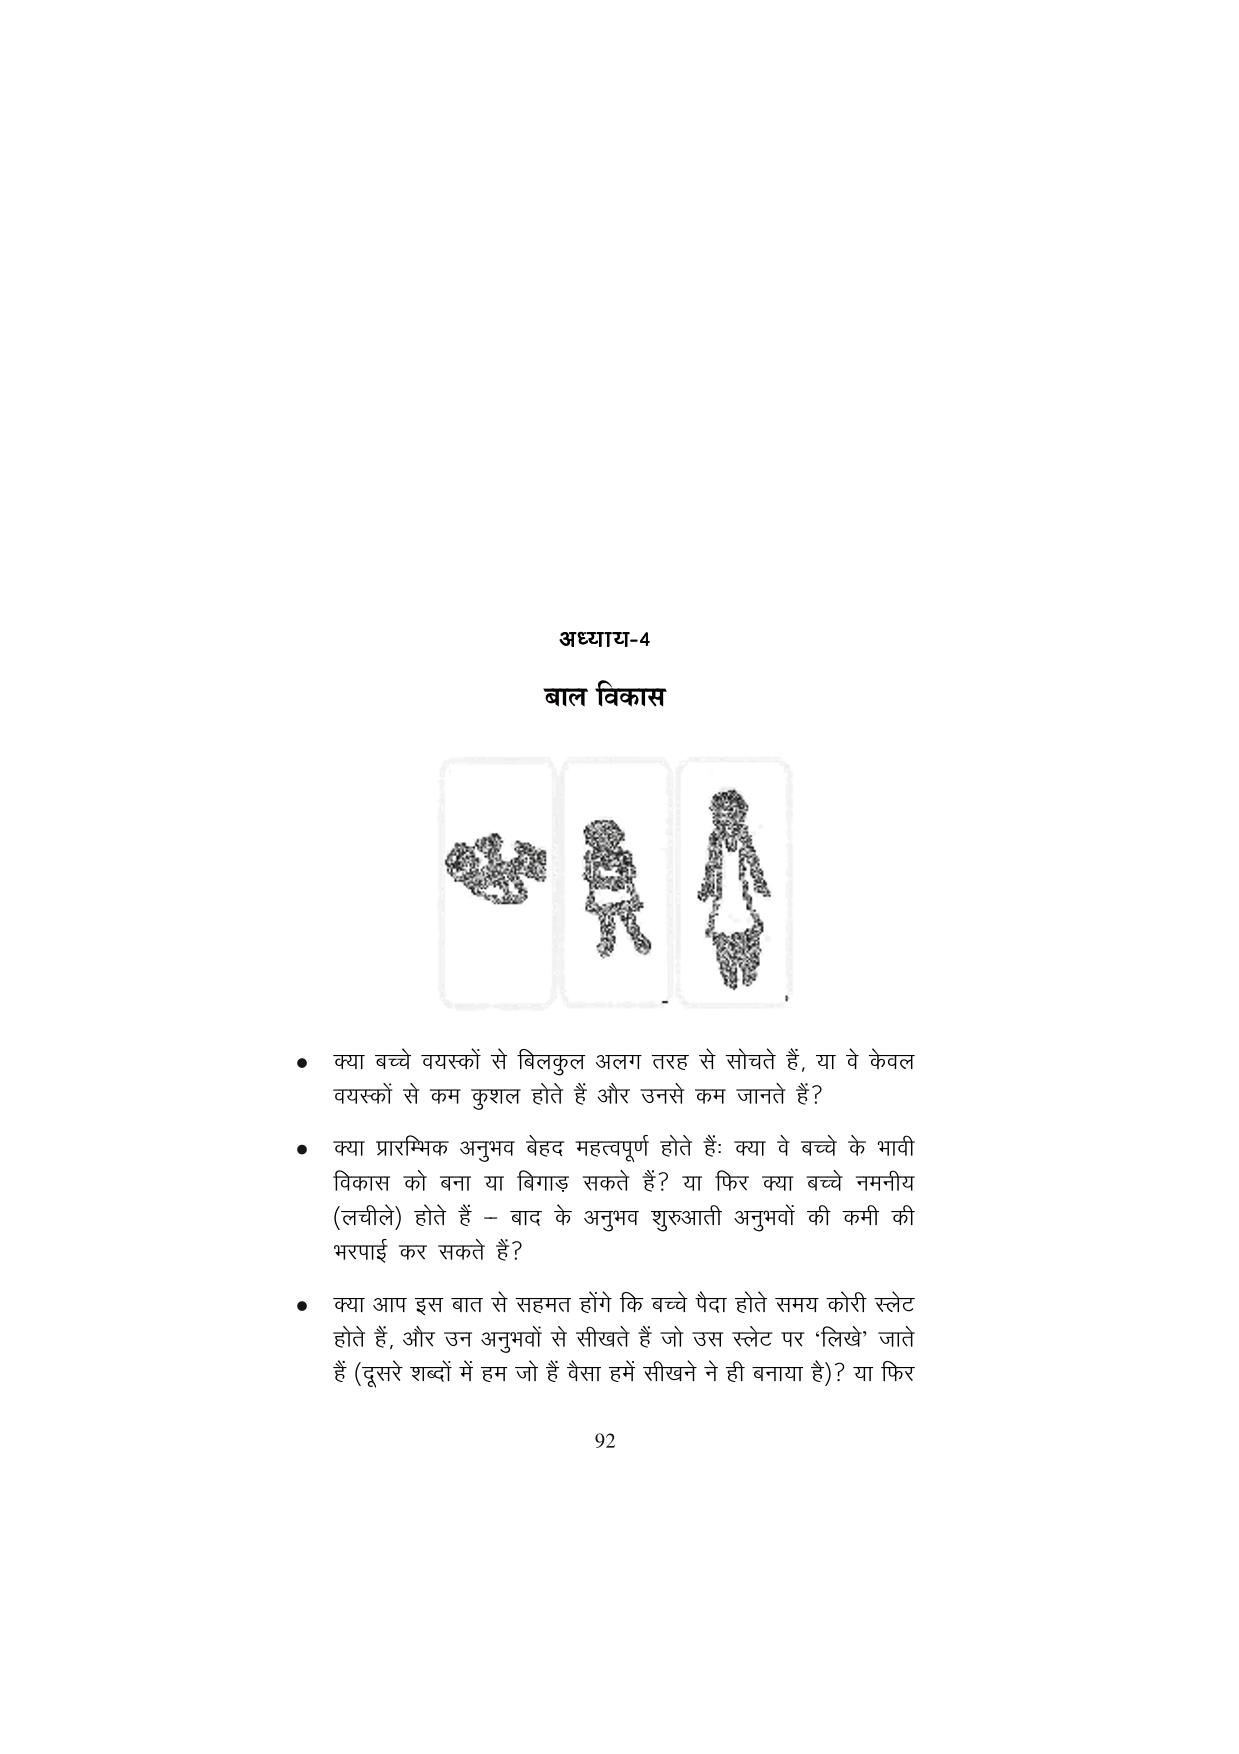 अध्याय-4
बाल विकास
● क्या बच्चे वयस्कों से बिलकुल अलग तरह से सोचते हैं, या वे केवल
वयस्कों से कम कुशल होते हैं और उनसे कम जानते हैं?
● क्या प्रारम्भिक अनुभव बेहद महत्वपूर्ण होते हैंः क्या वे बच्चे के भावी
विकास को बना या बिगाड़ सकते हैं? या फिर क्या बच्चे नमनीय
(लचीले) होते हैं – बाद के अनुभव शुरुआती अनुभवों की कमी की
भरपाई कर सकते हैं?
● क्या आप इस बात से सहमत होंगे कि बच्चे पैदा होते समय कोरी स्लेट
होते हैं, और उन अनुभवों से सीखते हैं जो उस स्लेट पर ‘लिखे’ जाते
हैं (दूसरे शब्दों में हम जो हैं वैसा हमें सीखने ने ही बनाया है)? या फिर
92